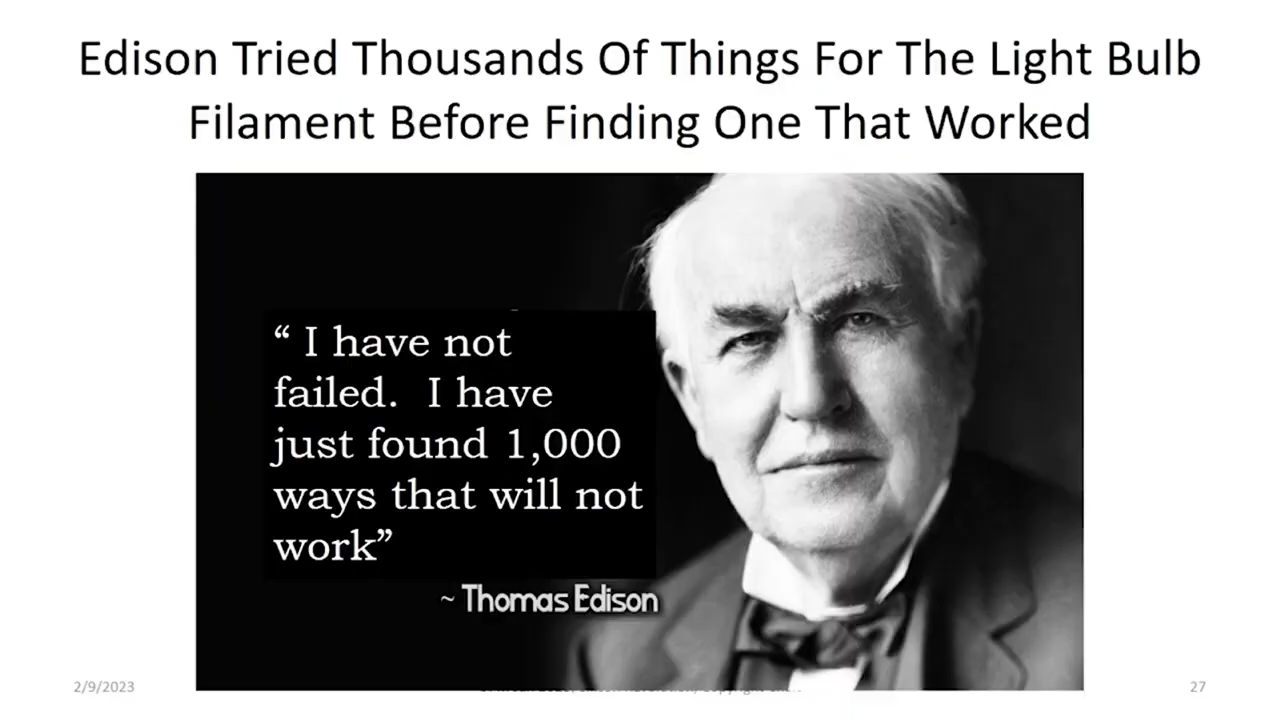 Edison Tried Thousands Of Things For The Light Bulb
Filament Before Finding One That Worked
“ I have not
failed.  I have
just found 1,000
ways that will not
work”
~ Thomas Edison
2/9/2023
27